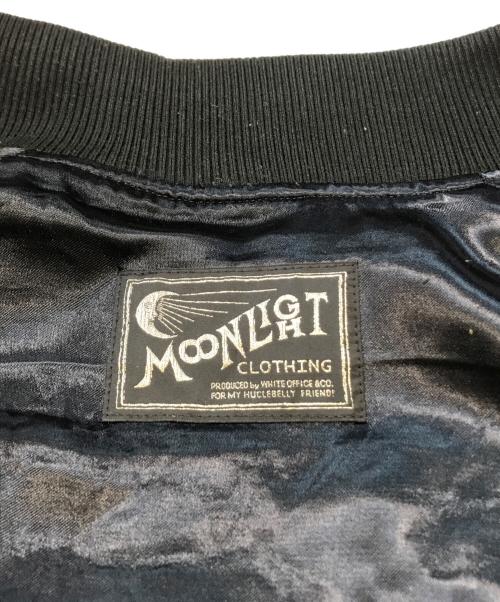 MOONLIGHT
CLOTHING
PRODUCED by WHITE OFFICE & CO.
FOR MY HUCLEBELLY FRIEND!